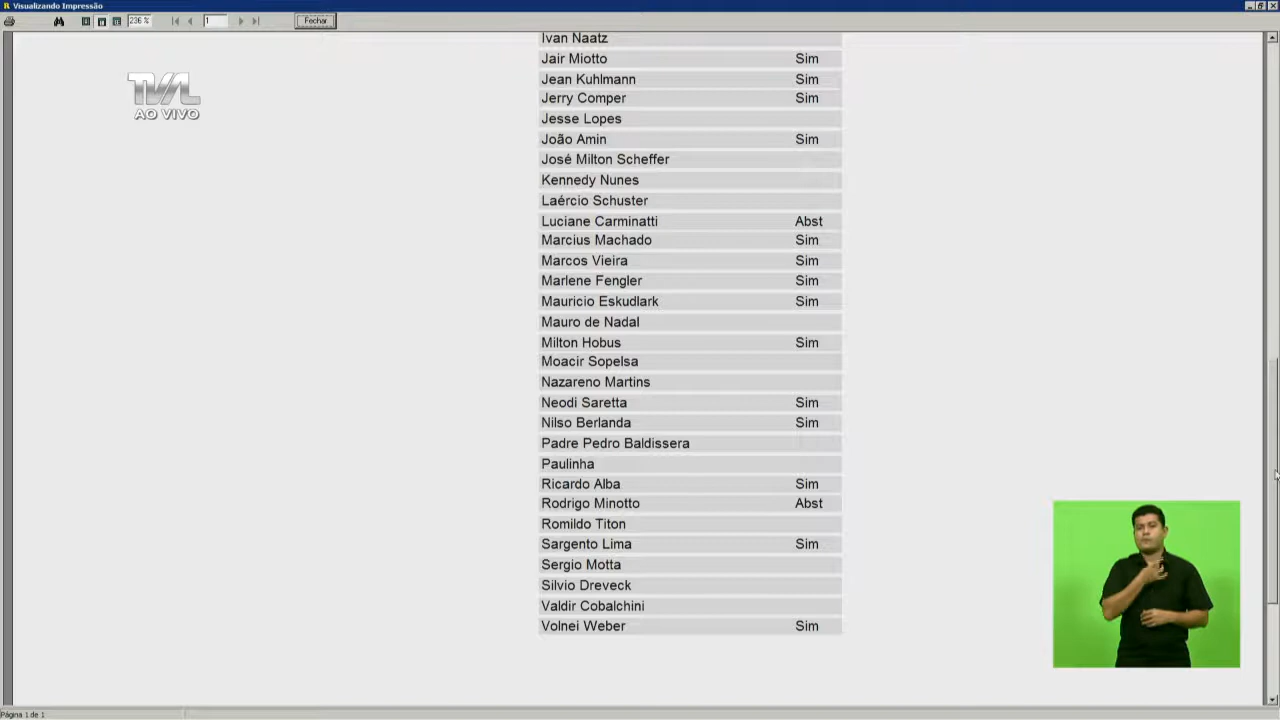 Visualizando Impressão
236 %
1
Fechar
TVAL
AO VIVO
Ivan Naatz
Jair Miotto Sim
Jean Kuhlmann Sim
Jerry Comper Sim
Jesse Lopes
João Amin Sim
José Milton Scheffer
Kennedy Nunes
Laércio Schuster
Luciane Carminatti Abst
Marcius Machado Sim
Marcos Vieira Sim
Marlene Fengler Sim
Mauricio Eskudlark Sim
Mauro de Nadal
Milton Hobus Sim
Moacir Sopelsa
Nazareno Martins
Neodi Saretta Sim
Nilso Berlanda Sim
Padre Pedro Baldissera
Paulinha
Ricardo Alba Sim
Rodrigo Minotto Abst
Romildo Titon
Sargento Lima Sim
Sergio Motta
Silvio Dreveck
Valdir Cobalchini
Volnei Weber Sim
Página 1 de 1